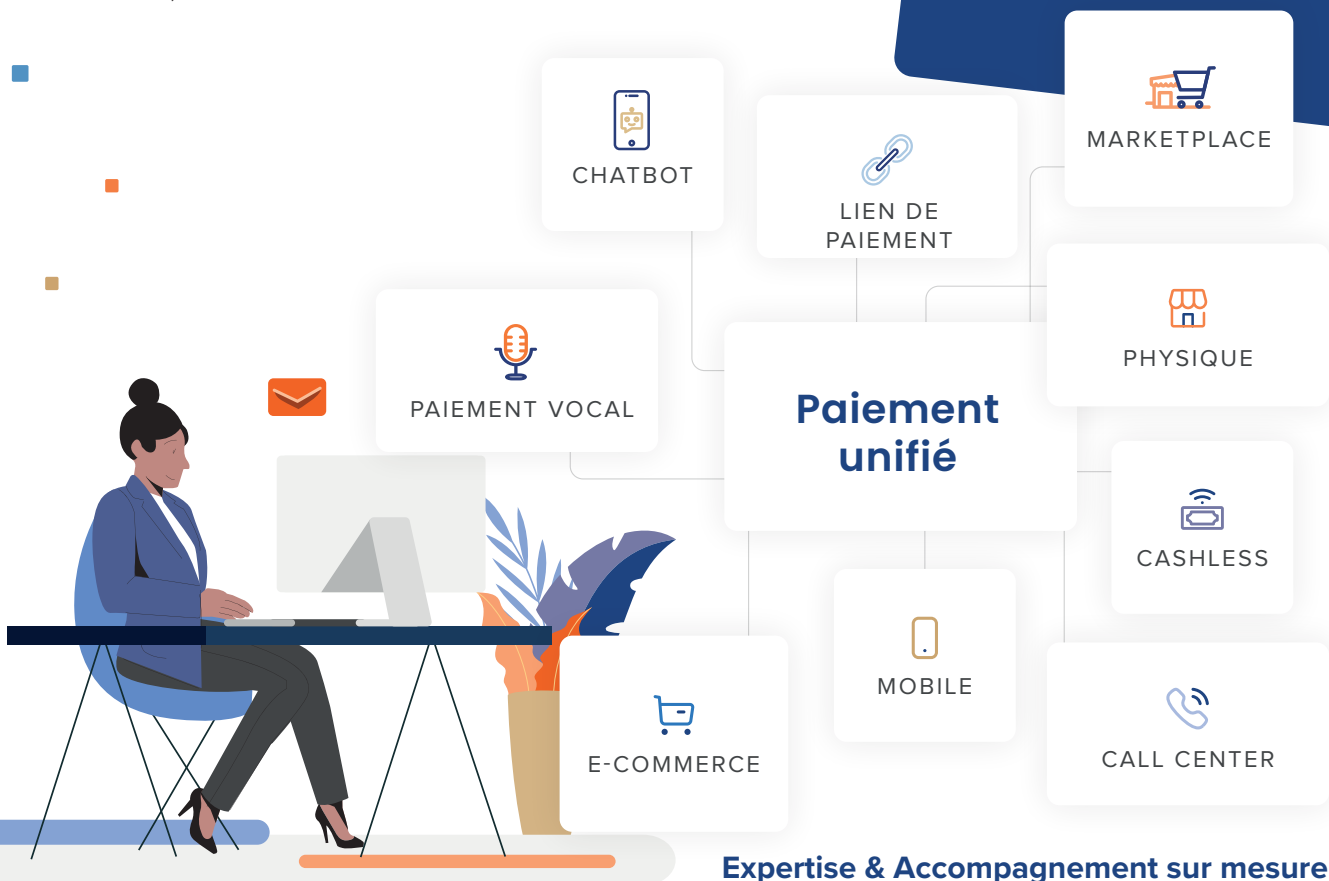 MARKETPLACE
CHATBOT
LIEN DE
PAIEMENT
PHYSIQUE
PAIEMENT VOCAL
Paiement
unifié
CASHLESS
MOBILE
E-COMMERCE
CALL CENTER
Expertise & Accompagnement sur mesure